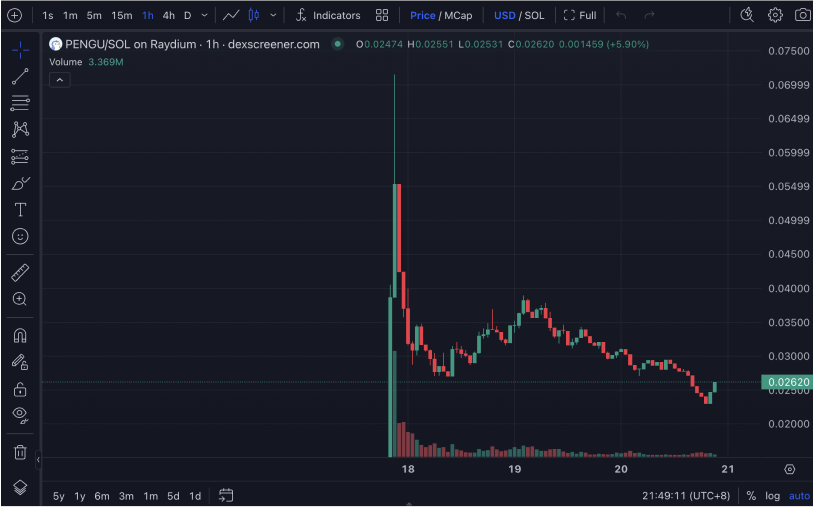 1s 1m 5m 15m 1h 4h D Indicators Price / MCap USD / SOL Full
PENGU/SOL on Raydium · 1h · dexscreener.com O0.02474 H0.02551 L0.02531 C0.02620 0.001459 (+5.90%)
Volume 3.369M
0.07500
0.06999
0.06499
0.05999
0.05499
0.04999
0.04500
0.04000
0.03500
0.03000
0.02620
0.02500
0.02000
18 19 20 21
5y 1y 6m 3m 1m 5d 1d 21:49:11 (UTC+8) % log auto